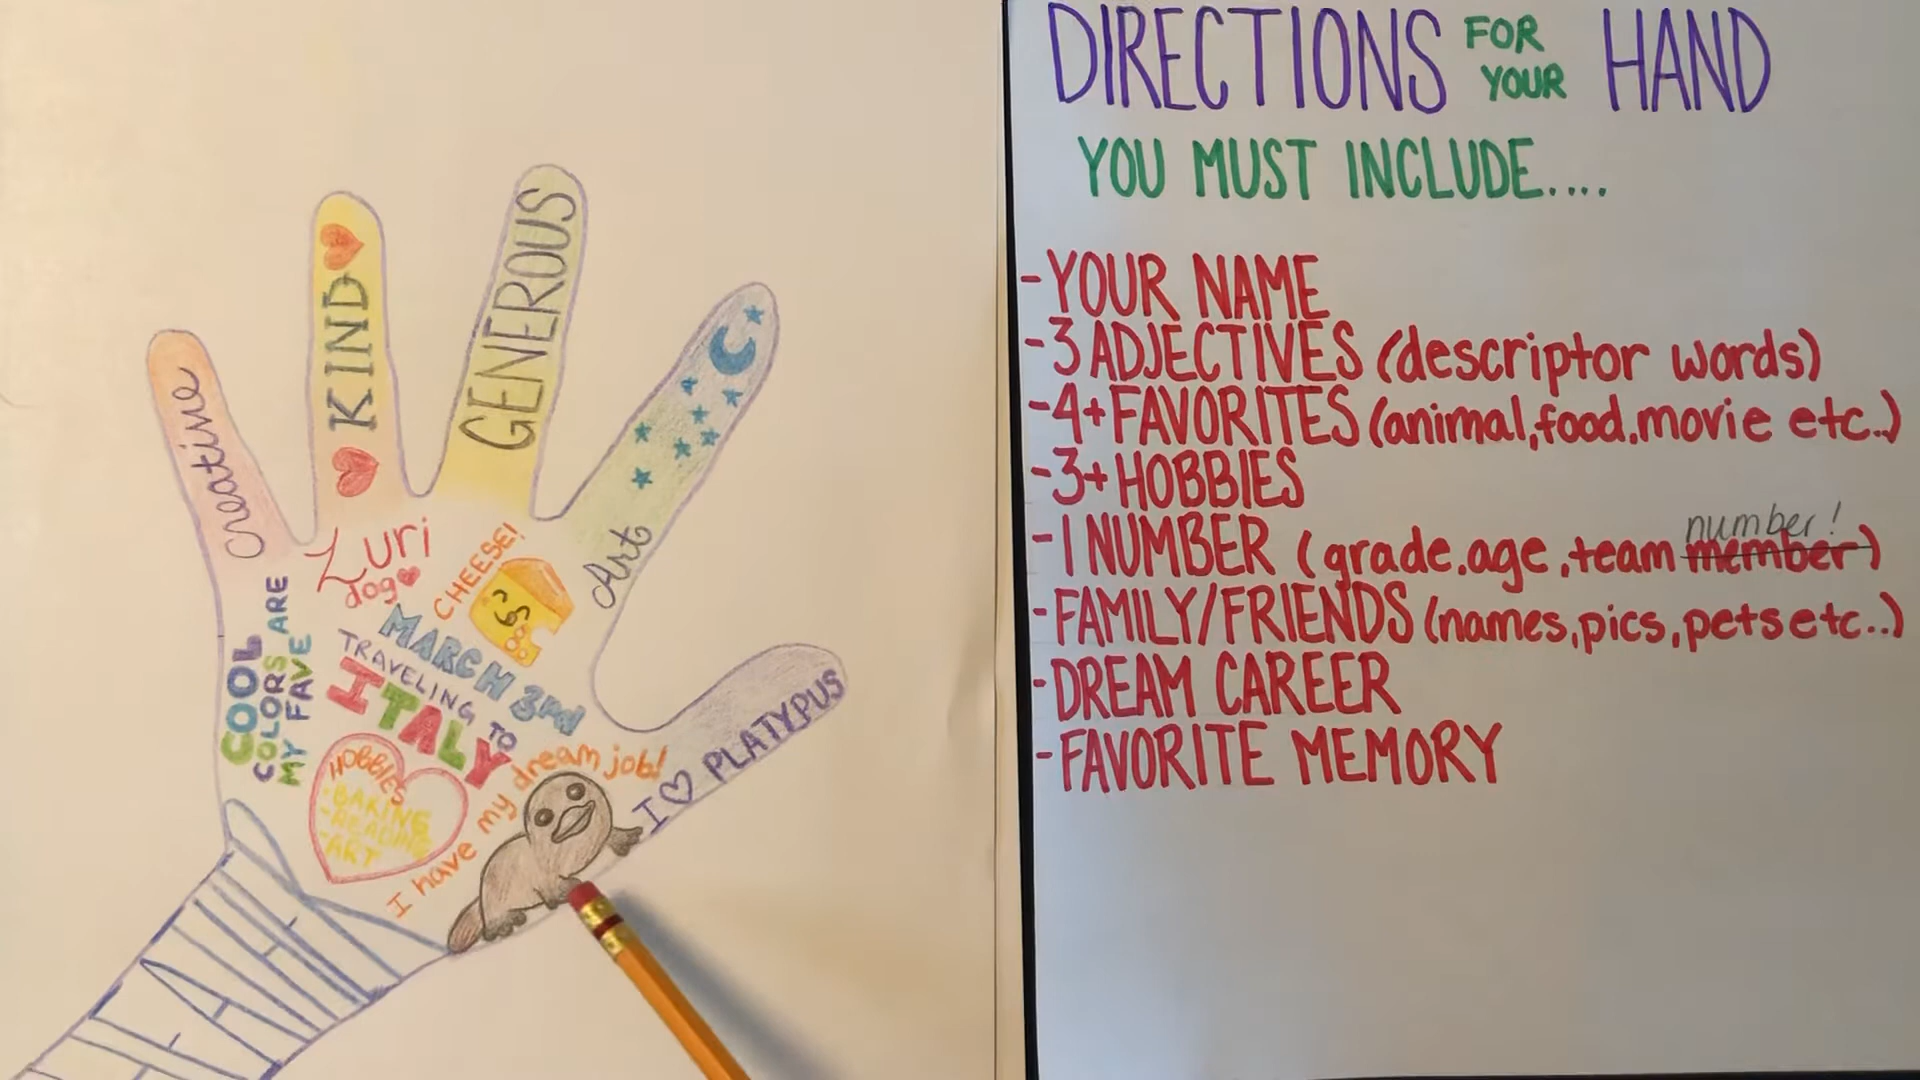 Creative
KIND
GENEROUS
Art
I PLATYPUS
COOL
COLORS ARE
MY FAVE
Luri
dog
CHEESE!
MARCH 3rd
TRAVELING TO
ITALY
HOBBIES
-BAKING
-READING
-ART
I have my dream job!
DIRECTIONS FOR YOUR HAND
YOU MUST INCLUDE....
-YOUR NAME
-3 ADJECTIVES (descriptor words)
-4+FAVORITES (animal,food,movie etc..)
-3+ HOBBIES
number!
-1 NUMBER (grade,age,team member)
-FAMILY/FRIENDS (names,pics,pets etc..)
-DREAM CAREER
-FAVORITE MEMORY